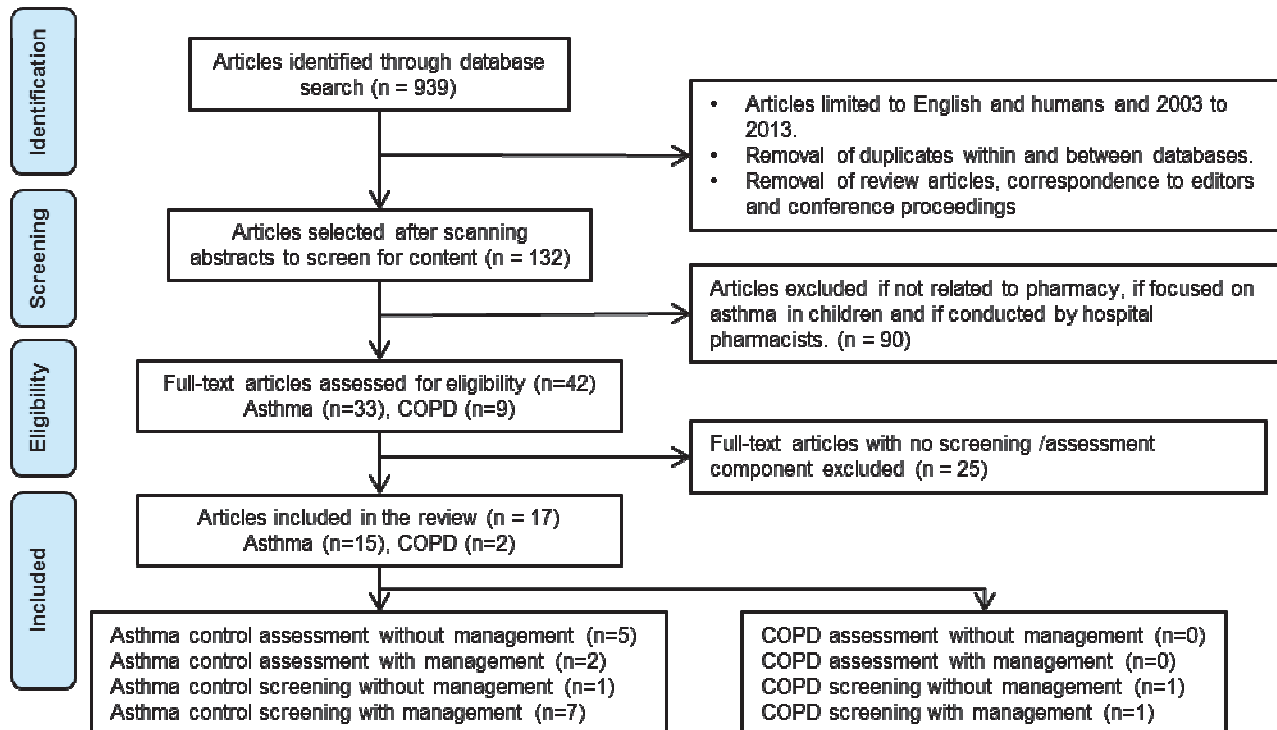 Identification
Articles identified through database
search (n = 939)
• Articles limited to English and humans and 2003 to
2013.
• Removal of duplicates within and between databases.
• Removal of review articles, correspondence to editors
and conference proceedings
Screening
Articles selected after scanning
abstracts to screen for content (n = 132)
Articles excluded if not related to pharmacy, if focused on
asthma in children and if conducted by hospital
pharmacists. (n = 90)
Eligibility
Full-text articles assessed for eligibility (n=42)
Asthma (n=33), COPD (n=9)
Full-text articles with no screening /assessment
component excluded (n = 25)
Included
Articles included in the review (n = 17)
Asthma (n=15), COPD (n=2)
Asthma control assessment without management (n=5)
Asthma control assessment with management (n=2)
Asthma control screening without management (n=1)
Asthma control screening with management (n=7)
COPD assessment without management (n=0)
COPD assessment with management (n=0)
COPD screening without management (n=1)
COPD screening with management (n=1)